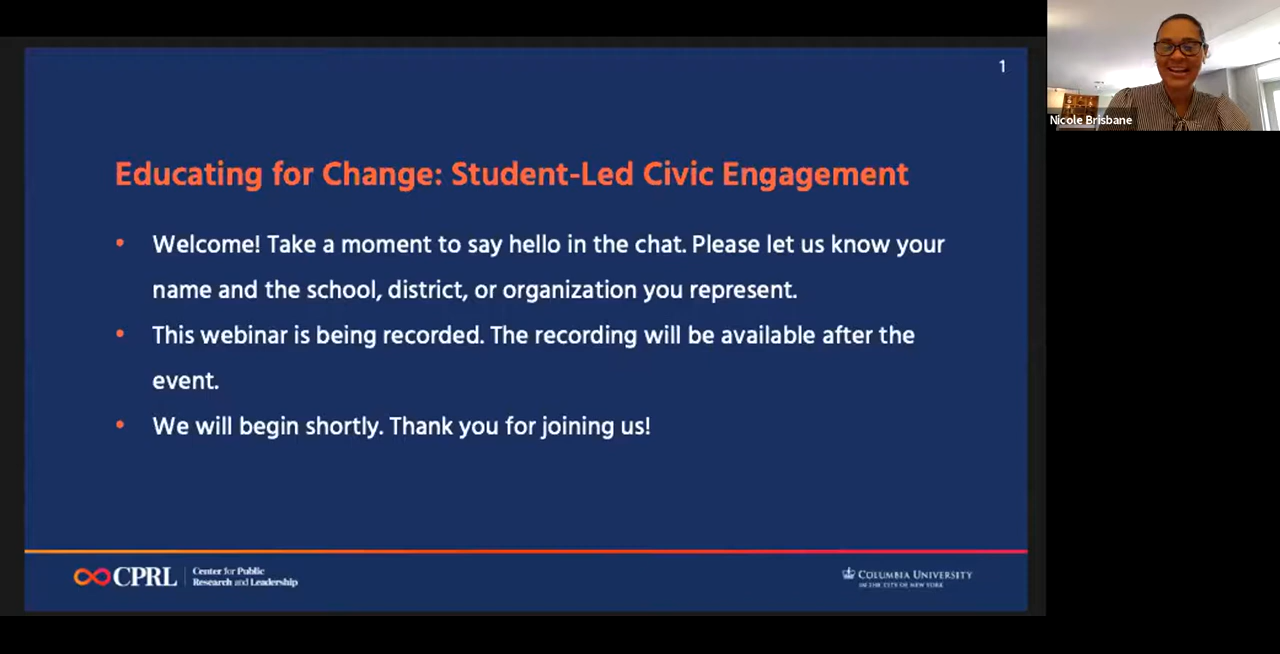 1
Educating for Change: Student-Led Civic Engagement
• Welcome! Take a moment to say hello in the chat. Please let us know your
name and the school, district, or organization you represent.
• This webinar is being recorded. The recording will be available after the
event.
• We will begin shortly. Thank you for joining us!
CPRL
Center for Public
Research and Leadership
COLUMBIA UNIVERSITY
IN THE CITY OF NEW YORK
Nicole Brisbane